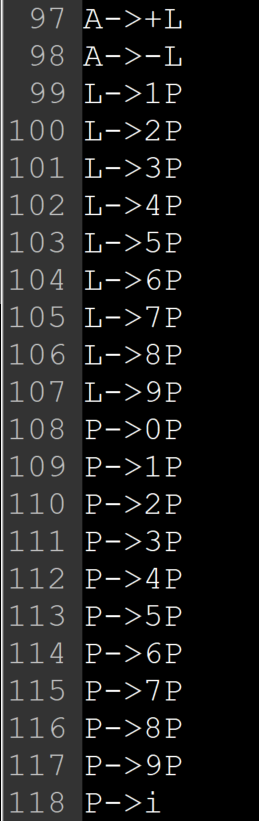 97 A->+L
98 A->-L
99 L->1P
100 L->2P
101 L->3P
102 L->4P
103 L->5P
104 L->6P
105 L->7P
106 L->8P
107 L->9P
108 P->0P
109 P->1P
110 P->2P
111 P->3P
112 P->4P
113 P->5P
114 P->6P
115 P->7P
116 P->8P
117 P->9P
118 P->i